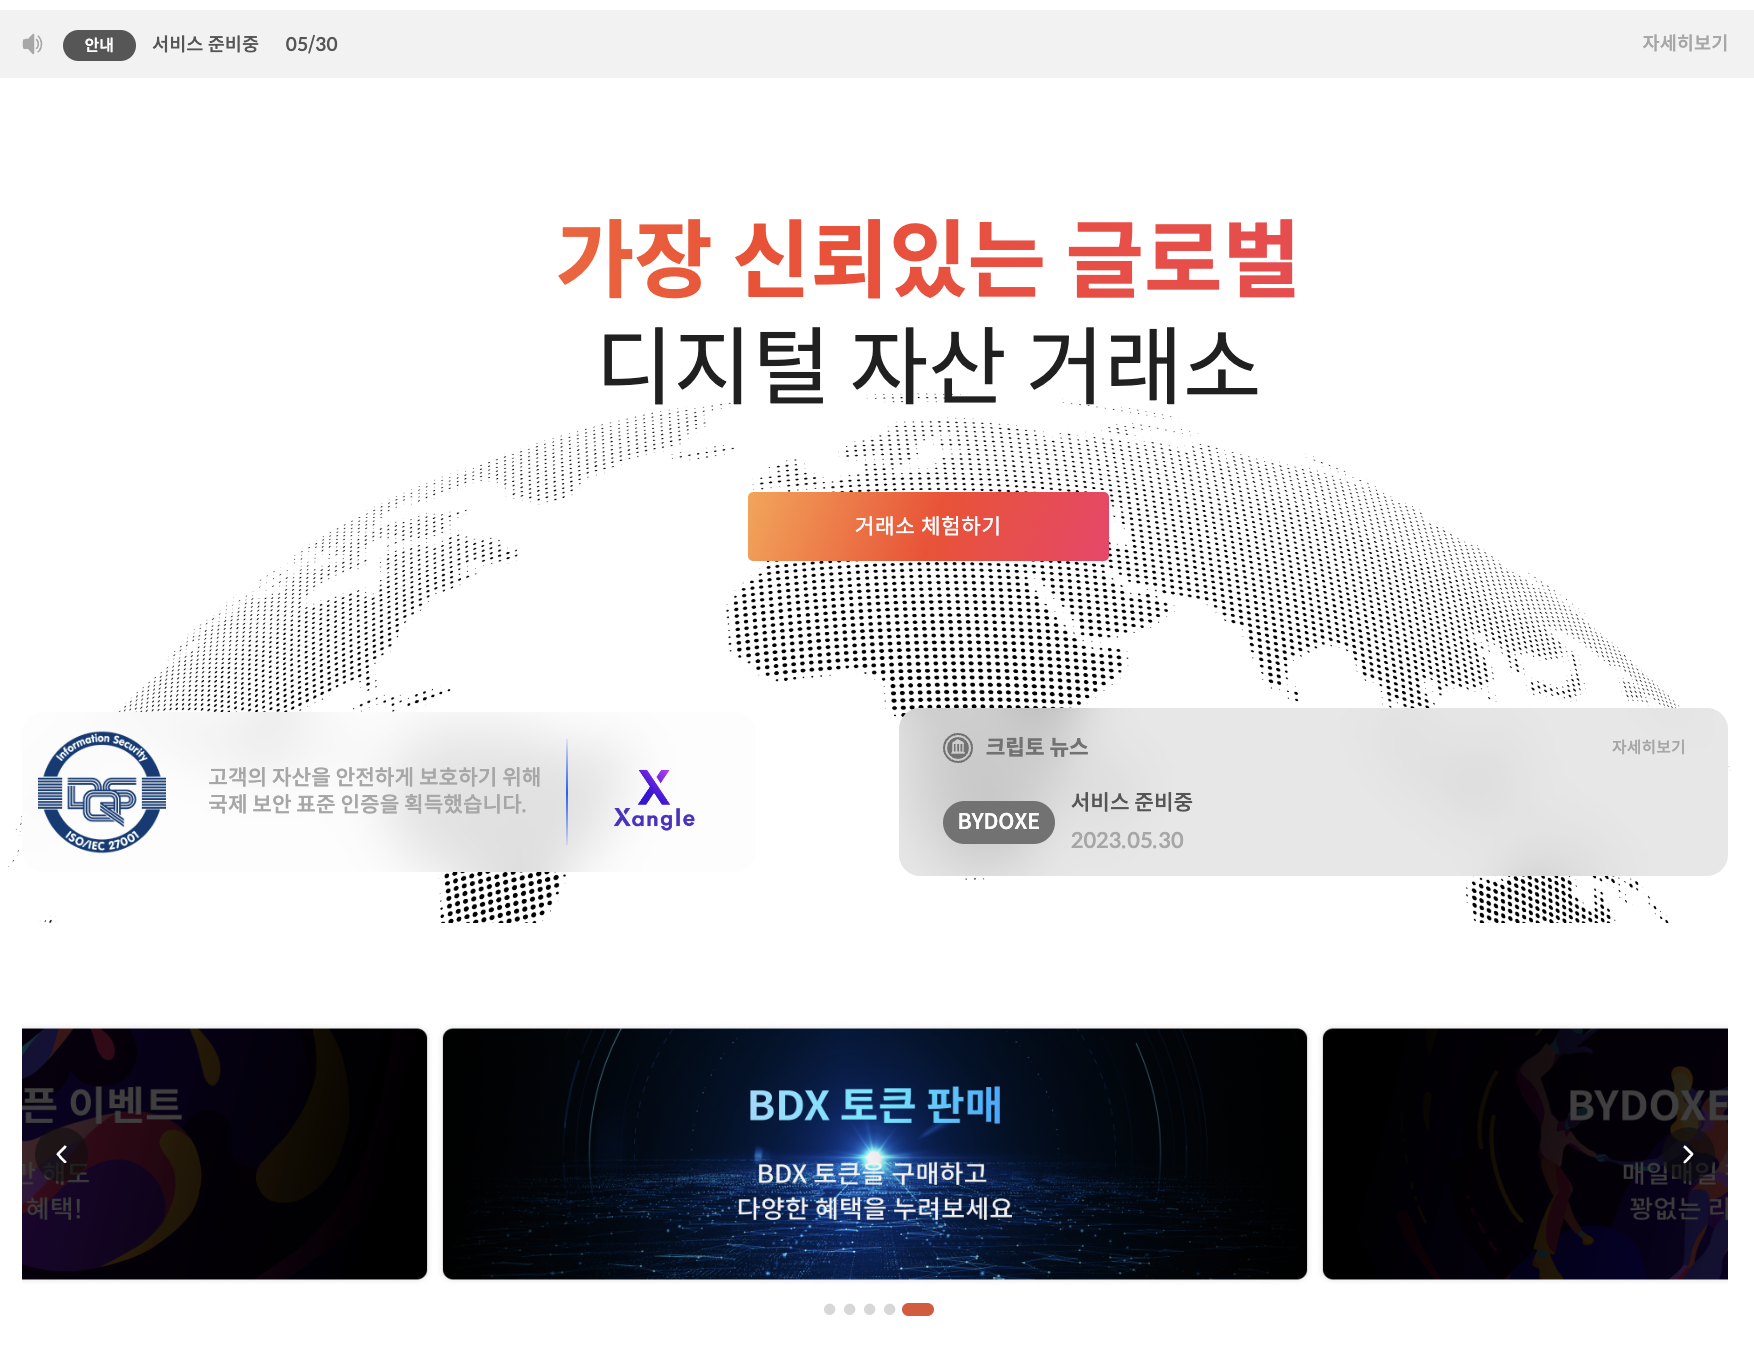 안내 서비스 준비중 05/30 자세히보기
가장 신뢰있는 글로벌
디지털 자산 거래소
거래소 체험하기
Information Security
DQS
ISO/IEC 27001
고객의 자산을 안전하게 보호하기 위해
국제 보안 표준 인증을 획득했습니다.
Xangle
크립토 뉴스 자세히보기
BYDOXE
서비스 준비중
2023.05.30
픈 이벤트
만 해도
혜택!
BDX 토큰 판매
BDX 토큰을 구매하고
다양한 혜택을 누려보세요
BYDOXE
매일매일
꽝없는 리